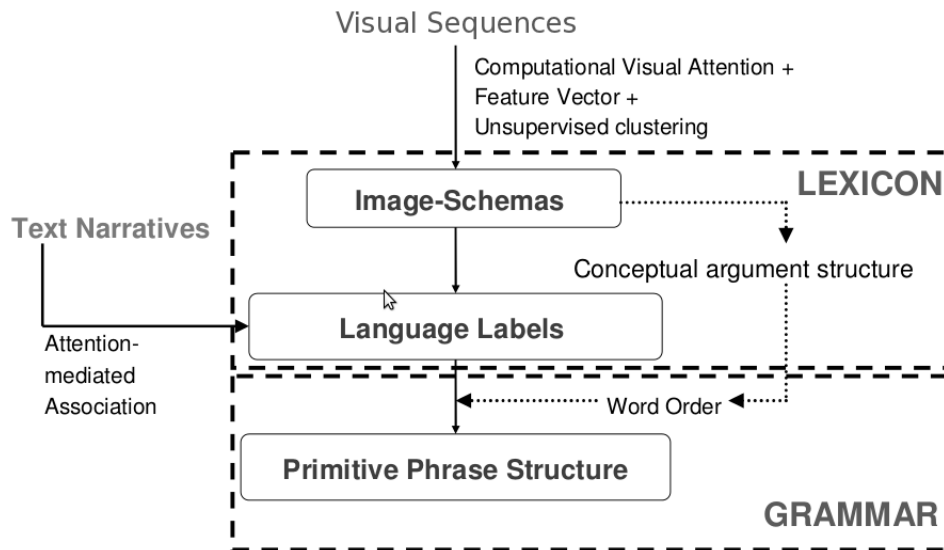 Visual Sequences
Computational Visual Attention +
Feature Vector +
Unsupervised clustering
LEXICON
Image-Schemas
Text Narratives
Conceptual argument structure
Language Labels
Attention-
mediated
Association
Word Order
Primitive Phrase Structure
GRAMMAR